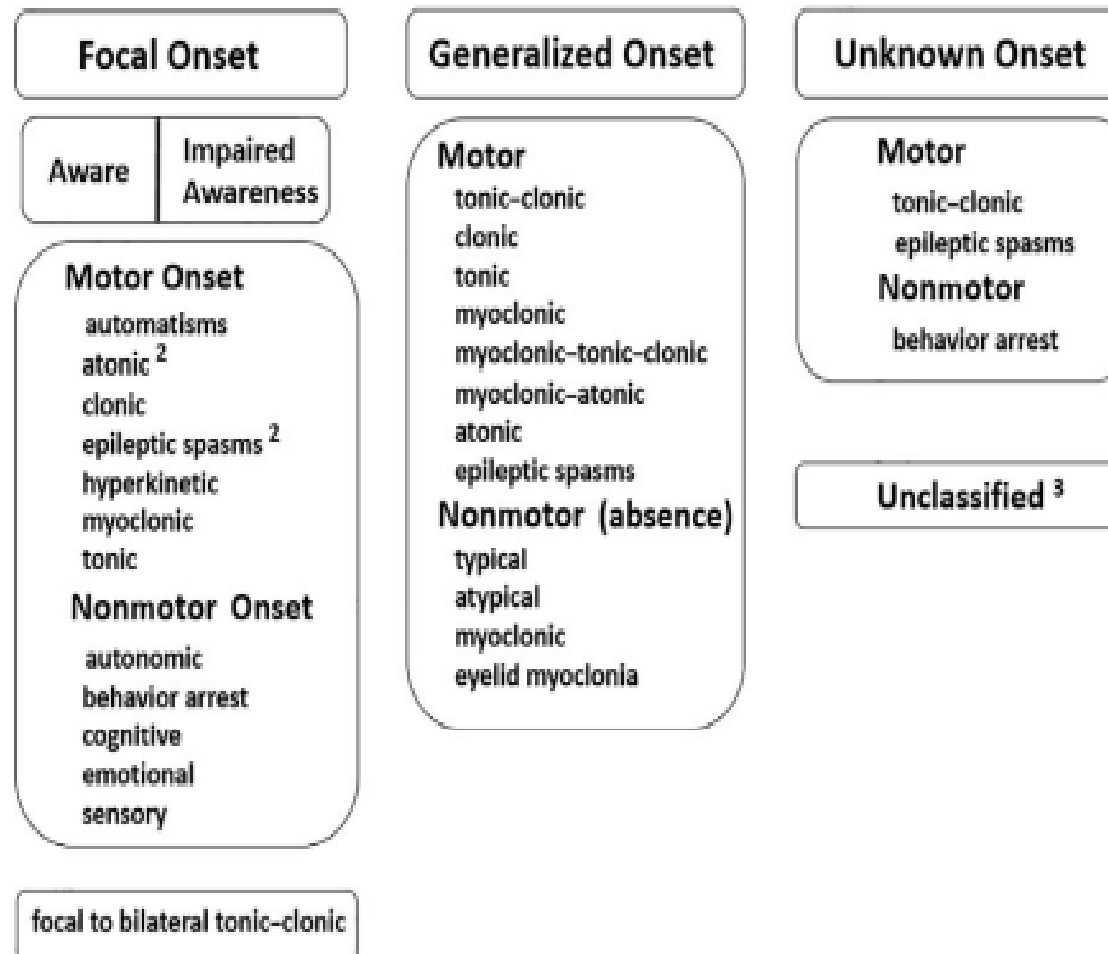 Focal Onset
Aware
Impaired
Awareness
Motor Onset
automatisms
atonic 2
clonic
epileptic spasms 2
hyperkinetic
myoclonic
tonic
Nonmotor Onset
autonomic
behavior arrest
cognitive
emotional
sensory
focal to bilateral tonic–clonic
Generalized Onset
Motor
tonic–clonic
clonic
tonic
myoclonic
myoclonic–tonic–clonic
myoclonic–atonic
atonic
epileptic spasms
Nonmotor (absence)
typical
atypical
myoclonic
eyelid myoclonia
Unknown Onset
Motor
tonic–clonic
epileptic spasms
Nonmotor
behavior arrest
Unclassified 3